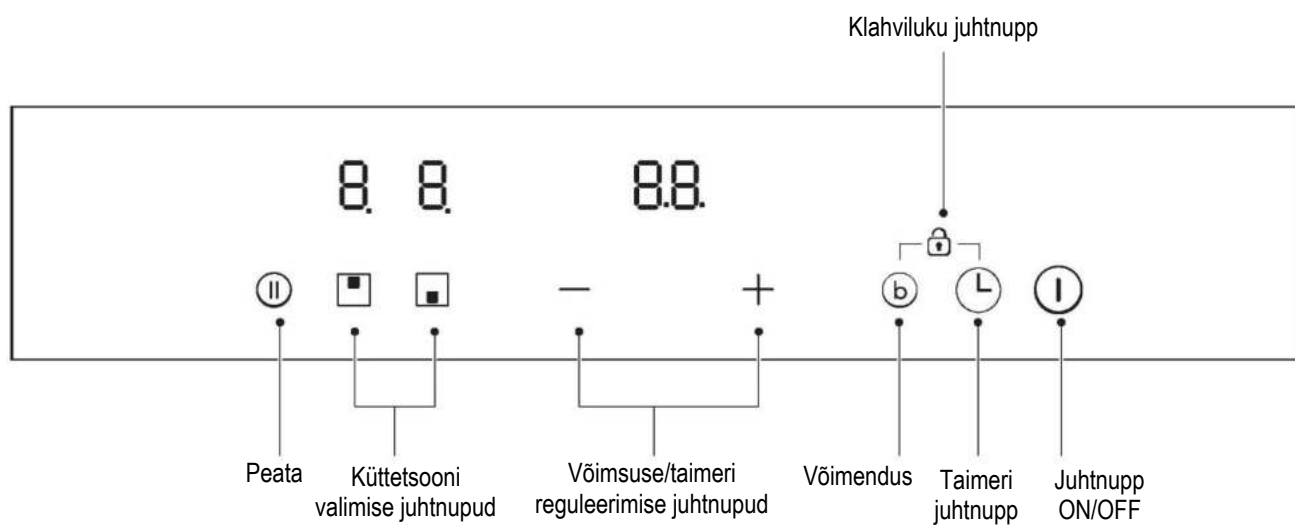 Klahviluku juhtnupp
8. 8. 8.8.
b
Peata
Küttetsooni
valimise juhtnupud
Võimsuse/taimeri
reguleerimise juhtnupud
Võimendus
Taimeri
juhtnupp
Juhtnupp
ON/OFF